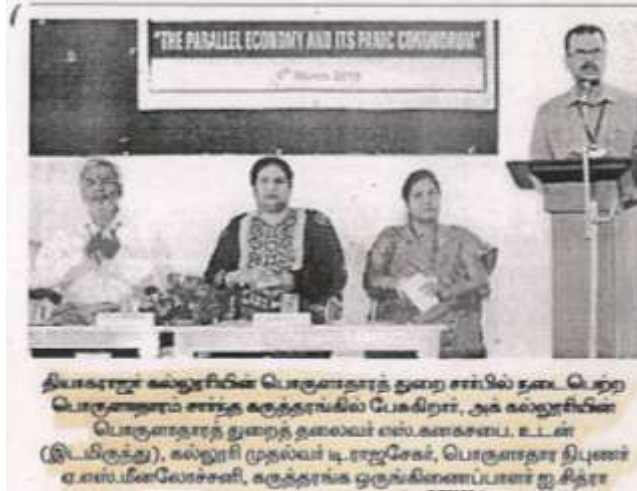 "THE PARALLEL ECONOMY AND ITS PANIC CONUNDRUM"
தியாகராஜர் கல்லூரியின் பொருளாதாரத் துறை சார்பில் நடைபெற்ற
பொருளாதாரம் சார்ந்த கருத்தரங்கில் பேசுகிறார், அக் கல்லூரியின்
பொருளாதாரத் துறைத் தலைவர் எஸ்.கனகசபை. உடன்
(இடமிருந்து), கல்லூரி முதல்வர் டி.ராஜசேகர், பொருளாதார நிபுணர்
ஏ.எஸ்.மீனலோச்சனி, கருத்தரங்க ஒருங்கிணைப்பாளர் ஐ.சித்ரா